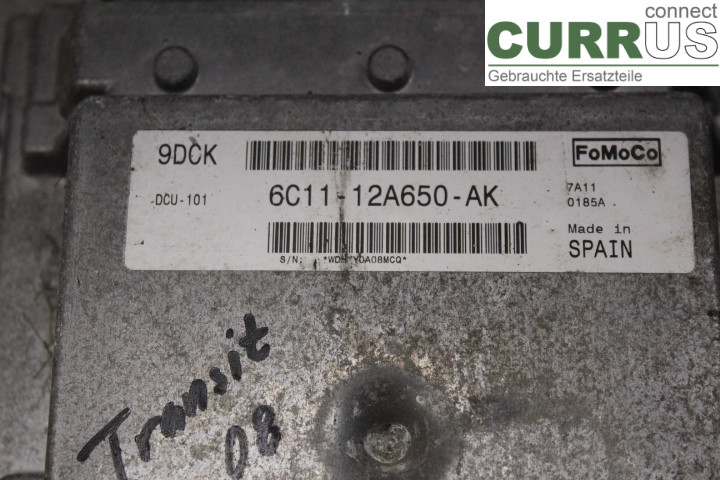 connect
CURRUS
Gebrauchte Ersatzteile
9DCK
FoMoCo
DCU-101
6C11-12A650-AK
7A11
0185A
Made in
SPAIN
S/N:
Transit
08